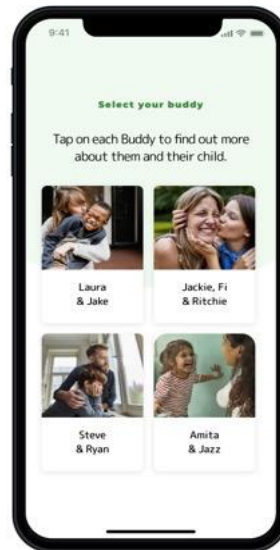 9:41
Select your buddy
Tap on each Buddy to find out more
about them and their child.
Laura
& Jake
Jackie, Fi
& Ritchie
Steve
& Ryan
Amita
& Jazz